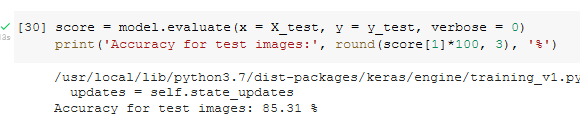 [30] score = model.evaluate(x = X_test, y = y_test, verbose = 0)
print('Accuracy for test images:', round(score[1]*100, 3), '%')
/usr/local/lib/python3.7/dist-packages/keras/engine/training_v1.py
updates = self.state_updates
Accuracy for test images: 85.31 %